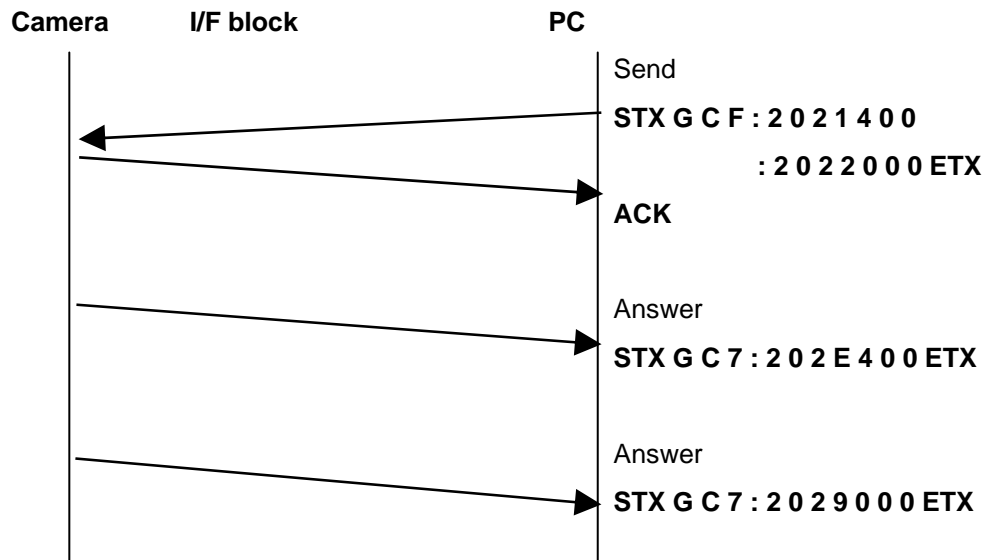 Camera I/F block PC
Send
STX G C F : 2 0 2 1 4 0 0
: 2 0 2 2 0 0 0 ETX
ACK
Answer
STX G C 7 : 2 0 2 E 4 0 0 ETX
Answer
STX G C 7 : 2 0 2 9 0 0 0 ETX